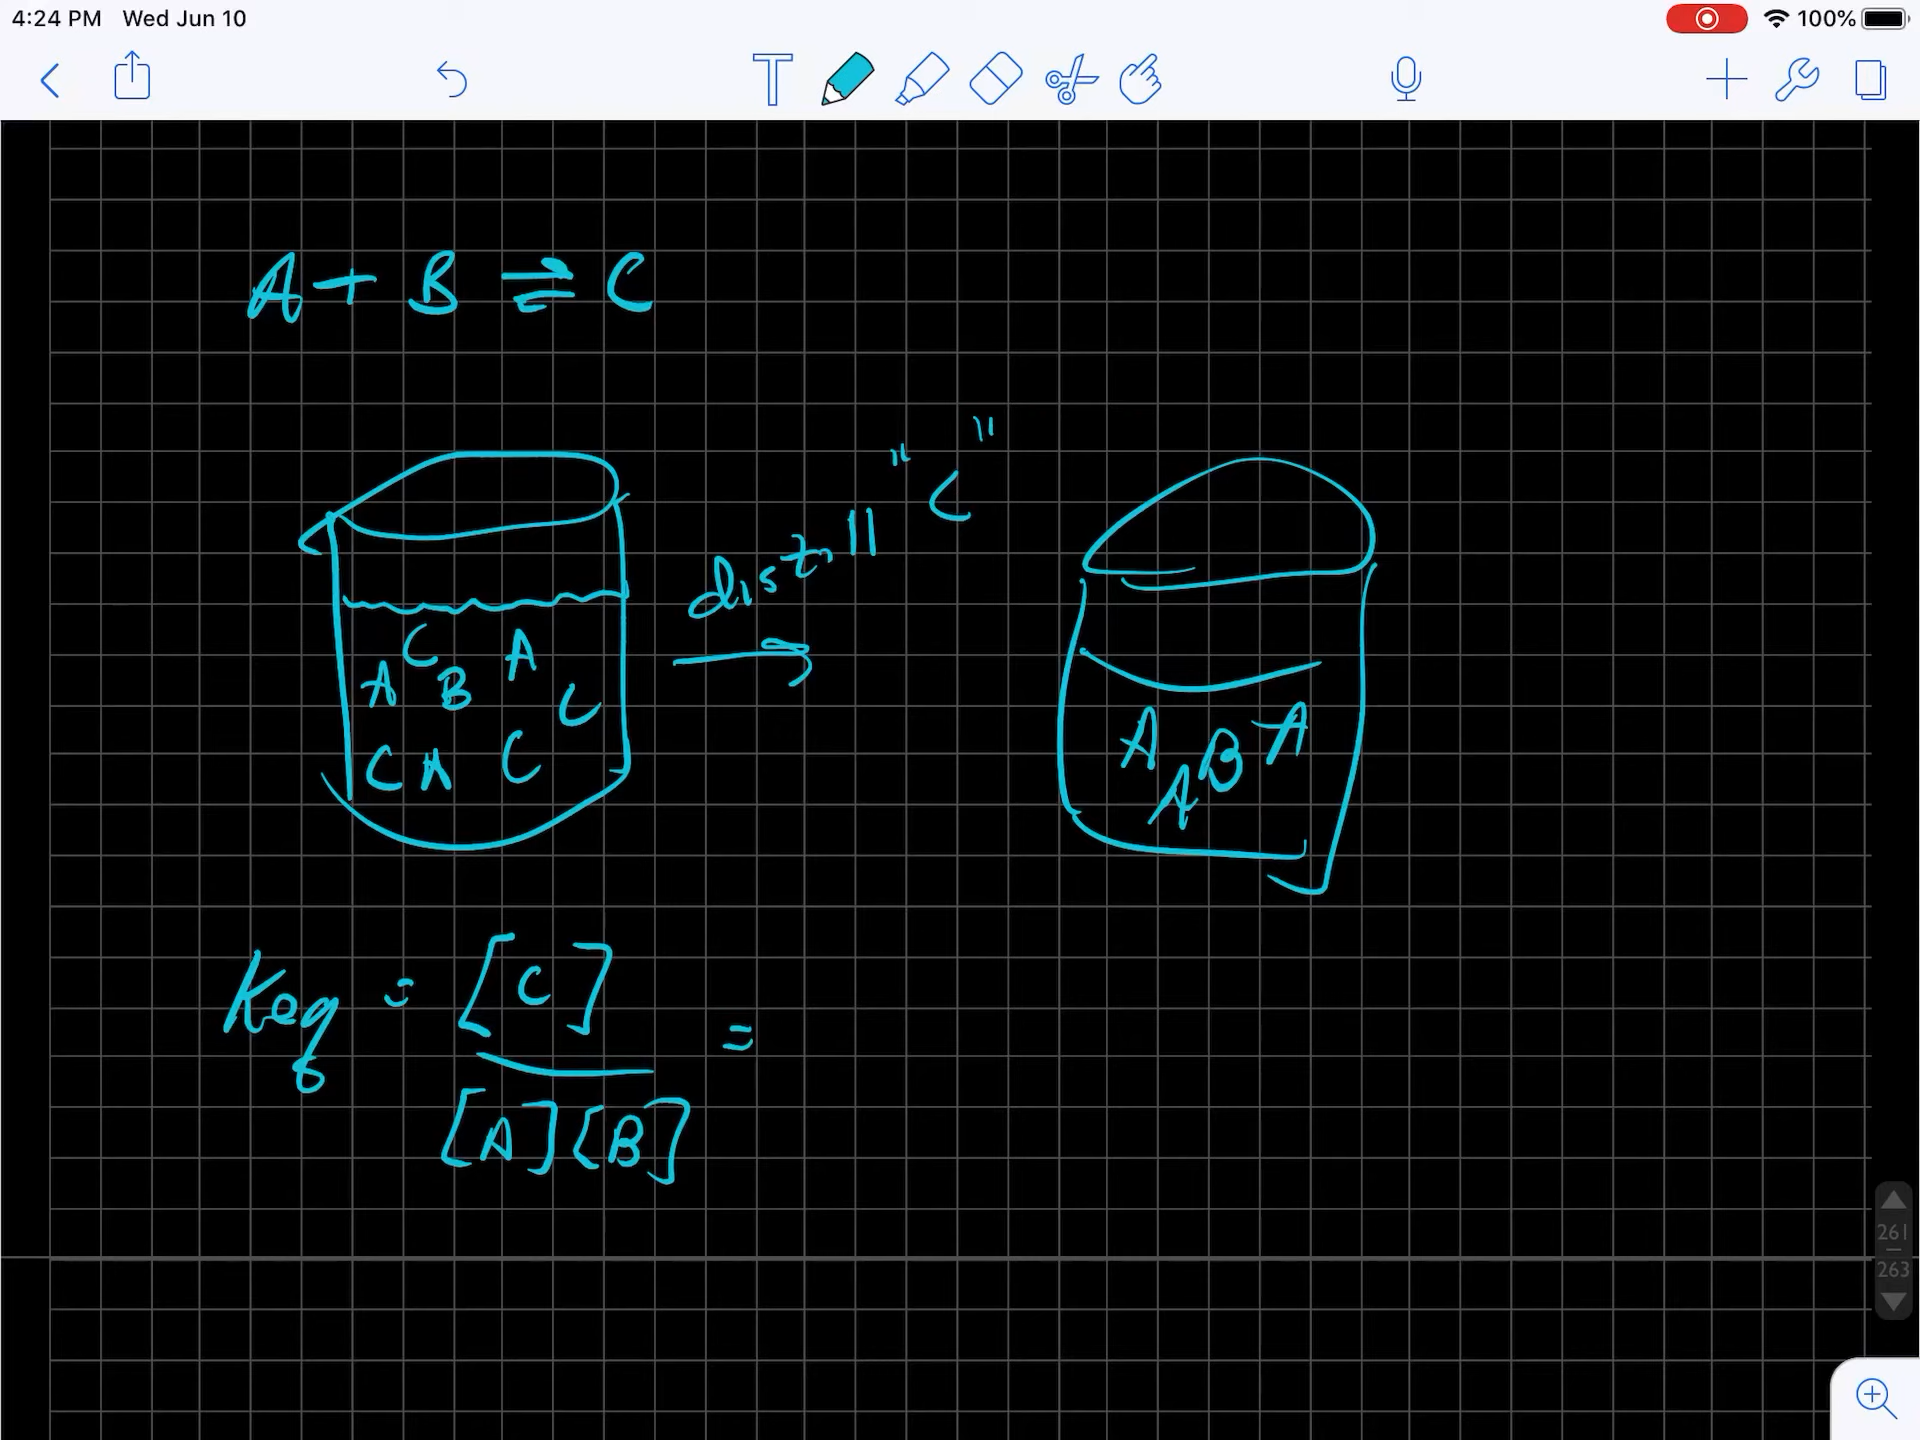 4:24 PM Wed Jun 10 100%
T
A + B ⇌ C
distill "C"
C A
A B C
C A C
A B A
A
Keq = [C] =
[A][B]
261
263